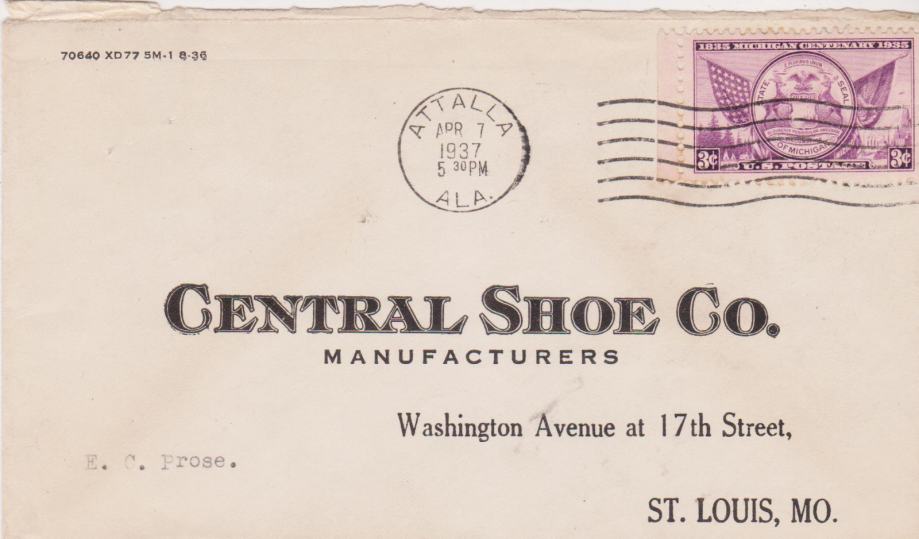 70640 XD77 5M-1 8-36
1835 MICHIGAN CENTENARY 1935
STATE SEAL
OF MICHIGAN
3¢ 3¢
U.S. POSTAGE
ATTALLA
APR 7
1937
5 30 PM
ALA.
CENTRAL SHOE CO.
MANUFACTURERS
Washington Avenue at 17th Street,
E. C. prose.
ST. LOUIS, MO.